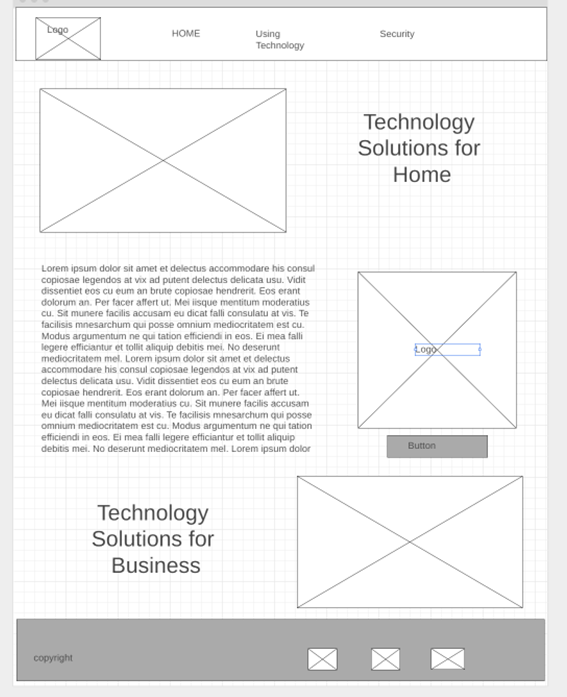 Logo
HOME
Using
Technology
Security
Technology
Solutions for
Home
Lorem ipsum dolor sit amet et delectus accommodare his consul
copiosae legendos at vix ad putent delectus delicata usu. Vidit
dissentiet eos cu eum an brute copiosae hendrerit. Eos erant
dolorum an. Per facer affert ut. Mei iisque mentitum moderatius
cu. Sit munere facilis accusam eu dicat falli consulatu at vis. Te
facilisis mnesarchum qui posse omnium mediocritatem est cu.
Modus argumentum ne qui tation efficiendi in eos. Ei mea falli
legere efficiantur et tollit aliquip debitis mei. No deserunt
mediocritatem mel. Lorem ipsum dolor sit amet et delectus
accommodare his consul copiosae legendos at vix ad putent
delectus delicata usu. Vidit dissentiet eos cu eum an brute
copiosae hendrerit. Eos erant dolorum an. Per facer affert ut.
Mei iisque mentitum moderatius cu. Sit munere facilis accusam
eu dicat falli consulatu at vis. Te facilisis mnesarchum qui posse
omnium mediocritatem est cu. Modus argumentum ne qui tation
efficiendi in eos. Ei mea falli legere efficiantur et tollit aliquip
debitis mei. No deserunt mediocritatem mel. Lorem ipsum dolor
Logo
Button
Technology
Solutions for
Business
copyright